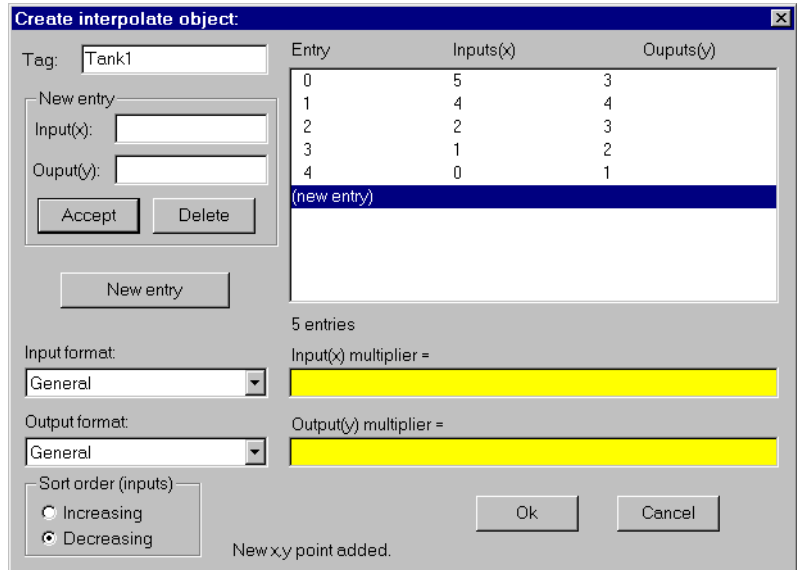 Create interpolate object:
Tag: Tank1
New entry
Input(x):
Ouput(y):
Accept Delete
New entry
Entry Inputs(x) Ouputs(y)
0 5 3
1 4 4
2 2 3
3 1 2
4 0 1
(new entry)
5 entries
Input format:
General
Input(x) multiplier =
Output format:
General
Output(y) multiplier =
Sort order (inputs)
Increasing
Decreasing
Ok Cancel
New x,y point added.